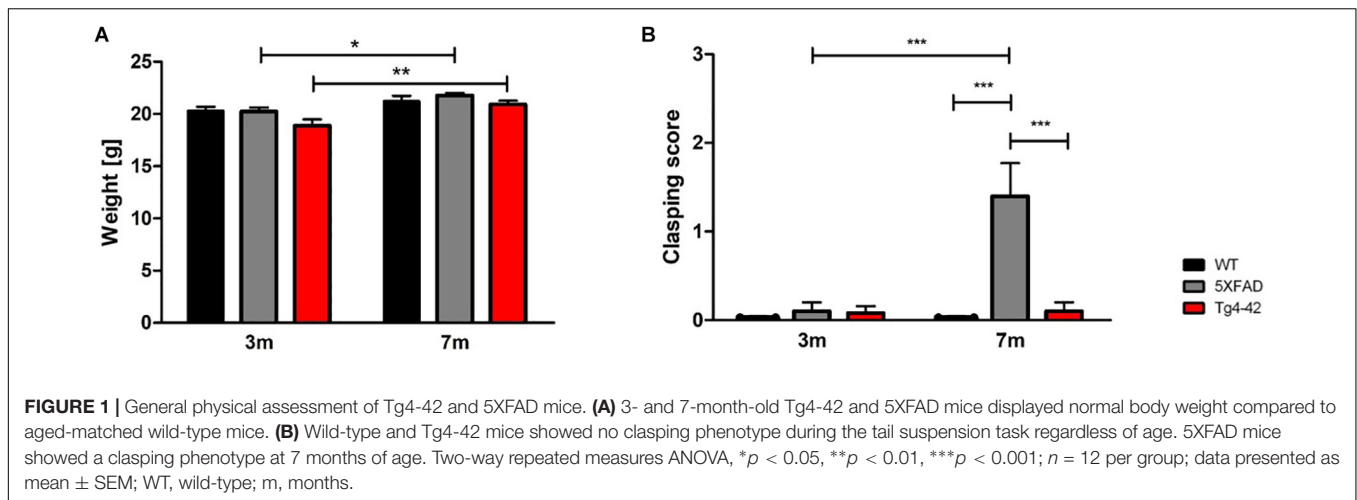 A
B
*
**
25
20
15
10
5
0
Weight [g]
3m
7m
***
***
***
3
2
1
0
Clasping score
3m
7m
WT
5XFAD
Tg4-42
FIGURE 1 | General physical assessment of Tg4-42 and 5XFAD mice. (A) 3- and 7-month-old Tg4-42 and 5XFAD mice displayed normal body weight compared to
aged-matched wild-type mice. (B) Wild-type and Tg4-42 mice showed no clasping phenotype during the tail suspension task regardless of age. 5XFAD mice
showed a clasping phenotype at 7 months of age. Two-way repeated measures ANOVA, *p < 0.05, **p < 0.01, ***p < 0.001; n = 12 per group; data presented as
mean ± SEM; WT, wild-type; m, months.